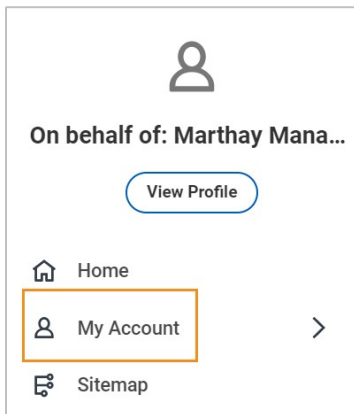 On behalf of: Marthay Mana...
View Profile
Home
My Account
Sitemap